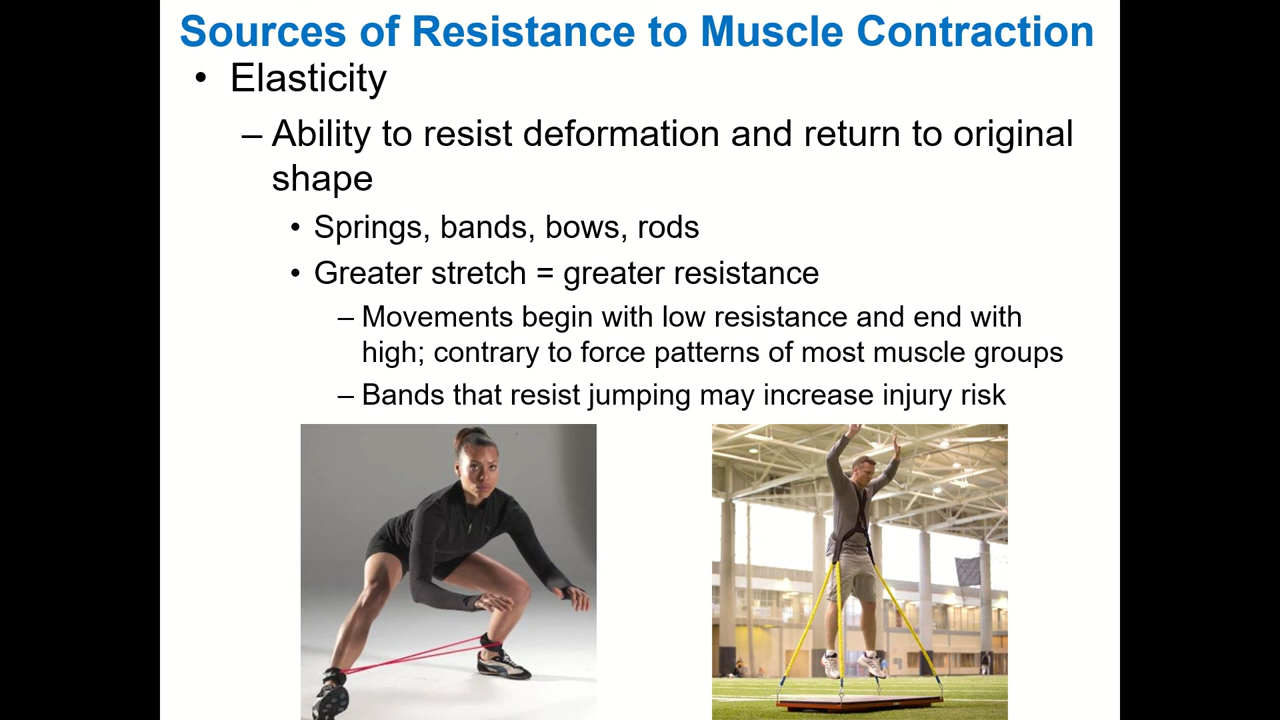 Sources of Resistance to Muscle Contraction
• Elasticity
– Ability to resist deformation and return to original
shape
• Springs, bands, bows, rods
• Greater stretch = greater resistance
– Movements begin with low resistance and end with
high; contrary to force patterns of most muscle groups
– Bands that resist jumping may increase injury risk